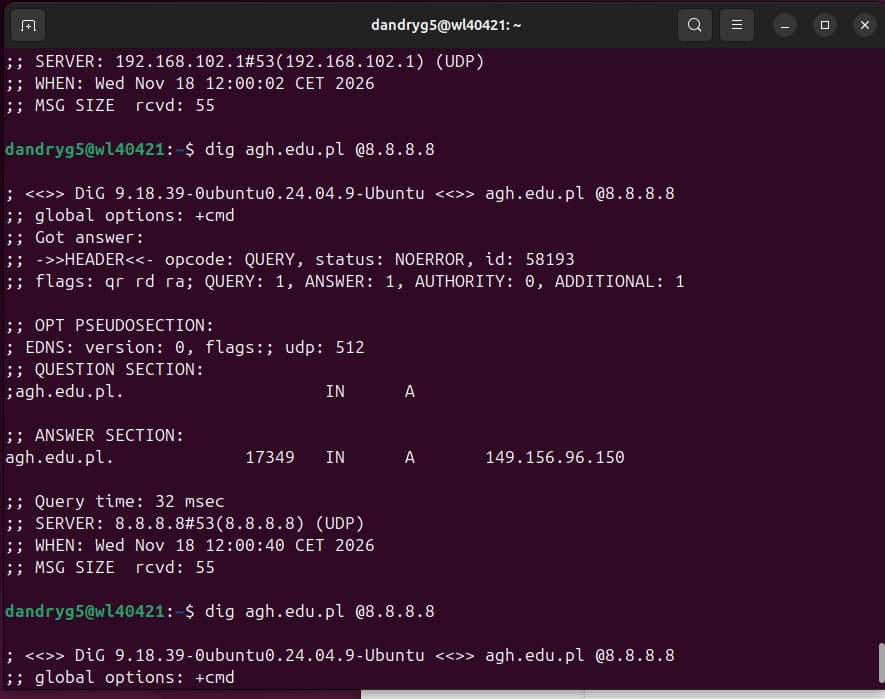 dandryg5@wl40421: ~
;; SERVER: 192.168.102.1#53(192.168.102.1) (UDP)
;; WHEN: Wed Nov 18 12:00:02 CET 2026
;; MSG SIZE  rcvd: 55
dandryg5@wl40421:~$ dig agh.edu.pl @8.8.8.8
; <<>> DiG 9.18.39-0ubuntu0.24.04.9-Ubuntu <<>> agh.edu.pl @8.8.8.8
;; global options: +cmd
;; Got answer:
;; ->>HEADER<<- opcode: QUERY, status: NOERROR, id: 58193
;; flags: qr rd ra; QUERY: 1, ANSWER: 1, AUTHORITY: 0, ADDITIONAL: 1
;; OPT PSEUDOSECTION:
; EDNS: version: 0, flags:; udp: 512
;; QUESTION SECTION:
;agh.edu.pl.			IN	A
;; ANSWER SECTION:
agh.edu.pl.		17349	IN	A	149.156.96.150
;; Query time: 32 msec
;; SERVER: 8.8.8.8#53(8.8.8.8) (UDP)
;; WHEN: Wed Nov 18 12:00:40 CET 2026
;; MSG SIZE  rcvd: 55
dandryg5@wl40421:~$ dig agh.edu.pl @8.8.8.8
; <<>> DiG 9.18.39-0ubuntu0.24.04.9-Ubuntu <<>> agh.edu.pl @8.8.8.8
;; global options: +cmd